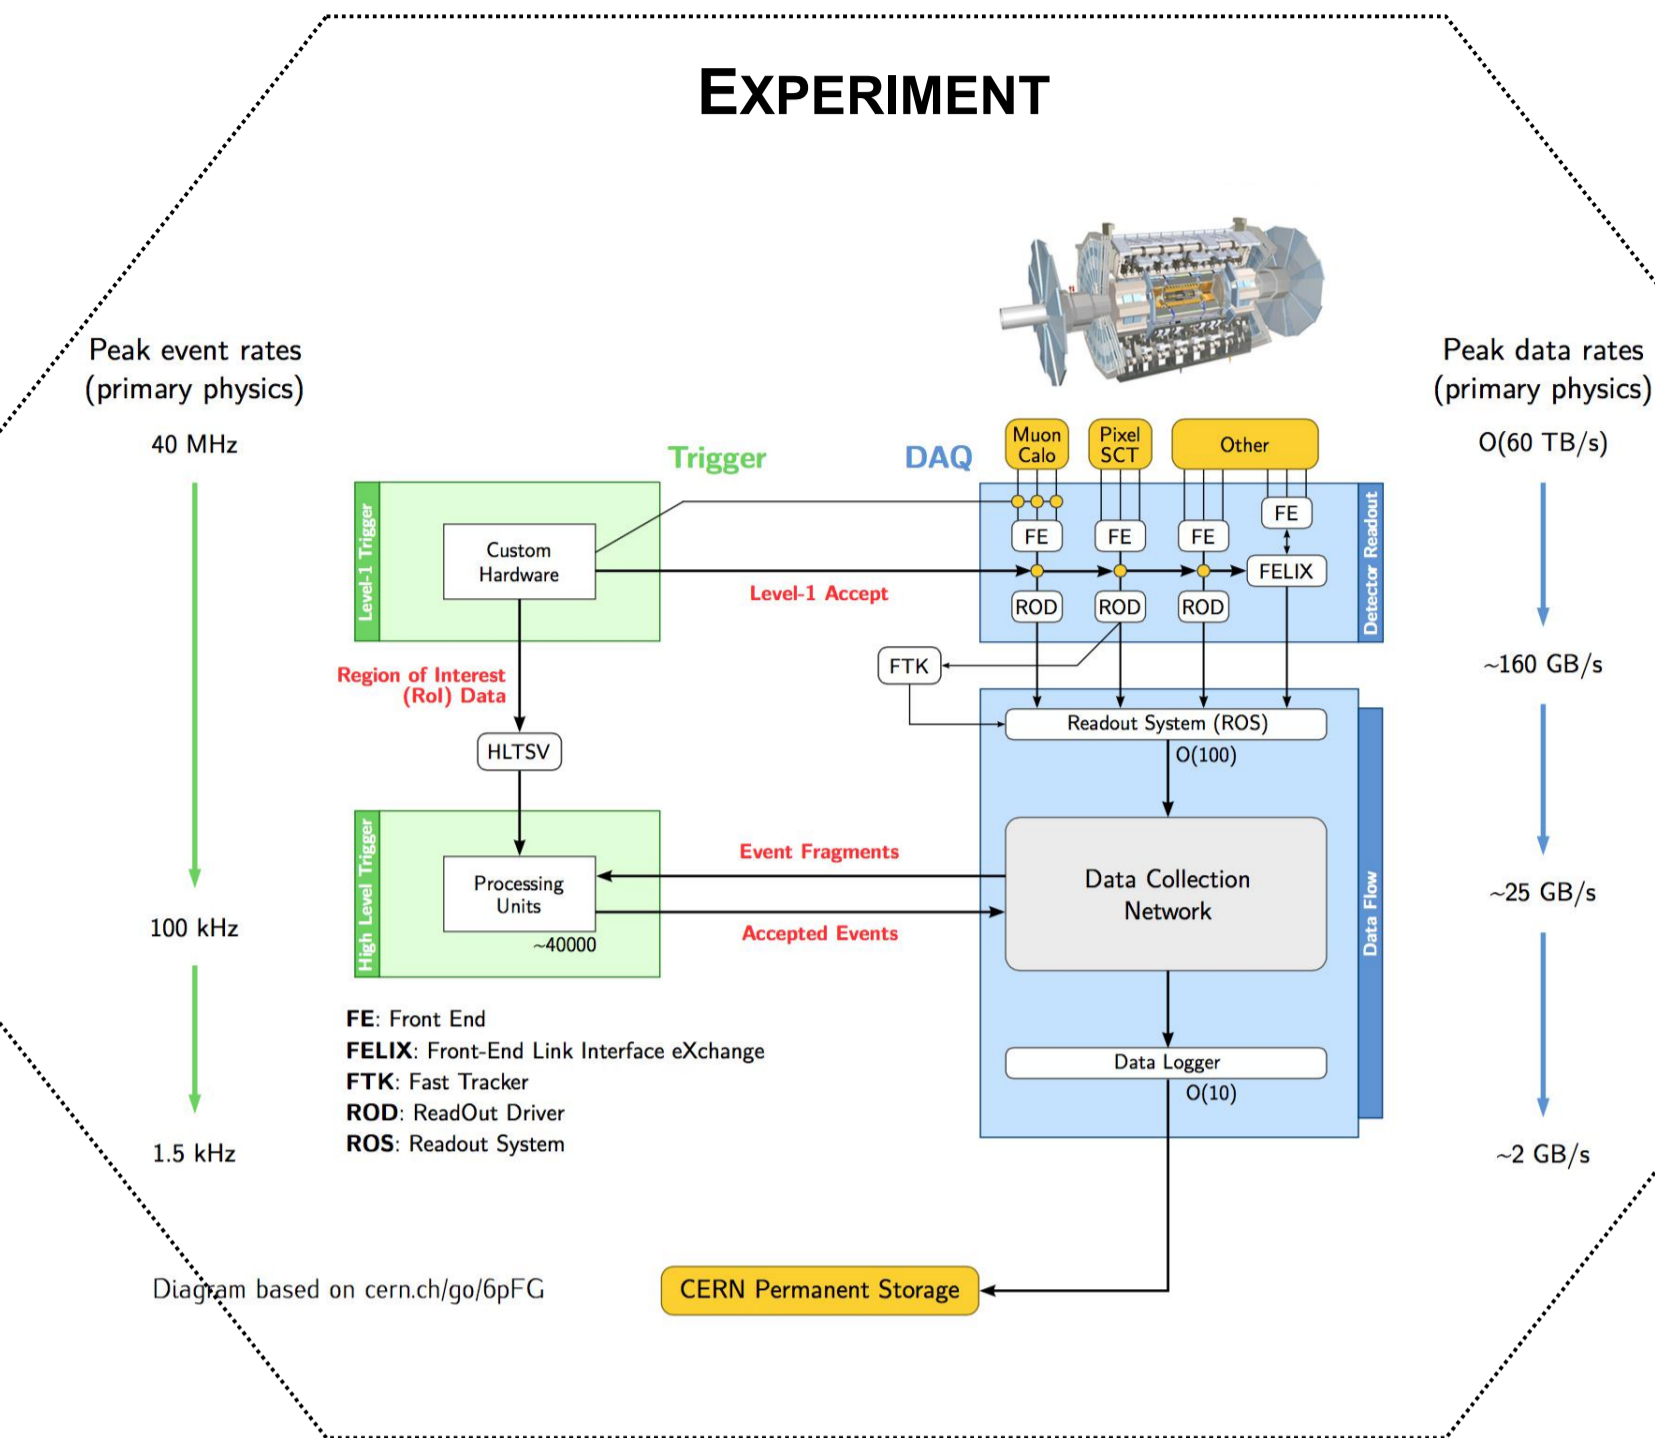 EXPERIMENT
Peak event rates
(primary physics)
40 MHz
100 kHz
1.5 kHz
Trigger
DAQ
Muon
Calo
Pixel
SCT
Other
Level-1 Trigger
Custom
Hardware
Level-1 Accept
FE
FE
FE
FE
FELIX
ROD
ROD
ROD
Detector Readout
Region of Interest
(RoI) Data
FTK
HLTSV
Readout System (ROS)
O(100)
High Level Trigger
Processing
Units
~40000
Event Fragments
Accepted Events
Data Collection
Network
Data Flow
Data Logger
O(10)
FE: Front End
FELIX: Front-End Link Interface eXchange
FTK: Fast Tracker
ROD: ReadOut Driver
ROS: Readout System
Peak data rates
(primary physics)
O(60 TB/s)
~160 GB/s
~25 GB/s
~2 GB/s
Diagram based on cern.ch/go/6pFG
CERN Permanent Storage